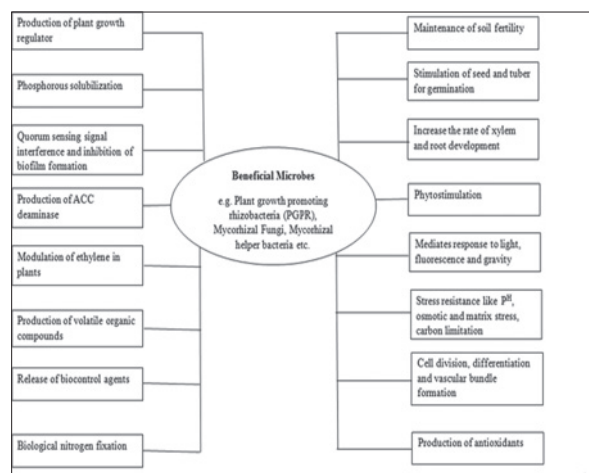 Production of plant growth
regulator
Phosphorous solubilization
Quorum sensing signal
interference and inhibition of
biofilm formation
Production of ACC
deaminase
Modulation of ethylene in
plants
Production of volatile organic
compounds
Release of biocontrol agents
Biological nitrogen fixation
Beneficial Microbes
e.g. Plant growth promoting
rhizobacteria (PGPR),
Mycorhizal Fungi, Mycorhizal
helper bacteria etc.
Maintenance of soil fertility
Stimulation of seed and tuber
for germination
Increase the rate of xylem
and root development
Phytostimulation
Mediates response to light,
fluorescence and gravity
Stress resistance like Pᴴ,
osmotic and matrix stress,
carbon limitation
Cell division, differentiation
and vascular bundle
formation
Production of antioxidants